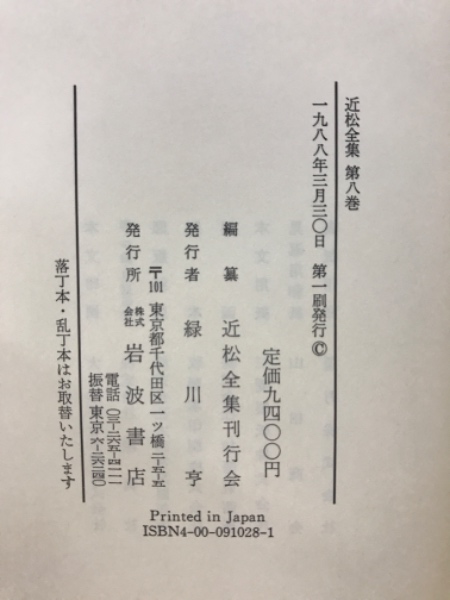 近松全集 第八巻
一九八八年三月三〇日 第一刷発行©
定価九四〇〇円
編纂 近松全集刊行会
発行者 緑川亨
〒101 東京都千代田区一ツ橋二-五-五
発行所 株式会社 岩波書店
電話 〇三-二六五-四一一一
振替 東京 六-二六二四〇
落丁本・乱丁本はお取替いたします
Printed in Japan
ISBN4-00-091028-1